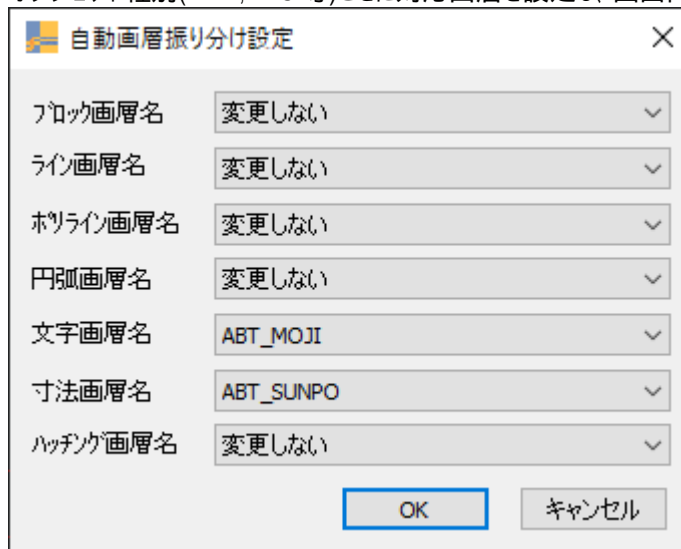 自動画層振り分け設定
ﾌﾞﾛｯｸ画層名 変更しない
ﾗｲﾝ画層名 変更しない
ﾎﾟﾘﾗｲﾝ画層名 変更しない
円弧画層名 変更しない
文字画層名 ABT_MOJI
寸法画層名 ABT_SUNPO
ﾊｯﾁﾝｸﾞ画層名 変更しない
OK キャンセル